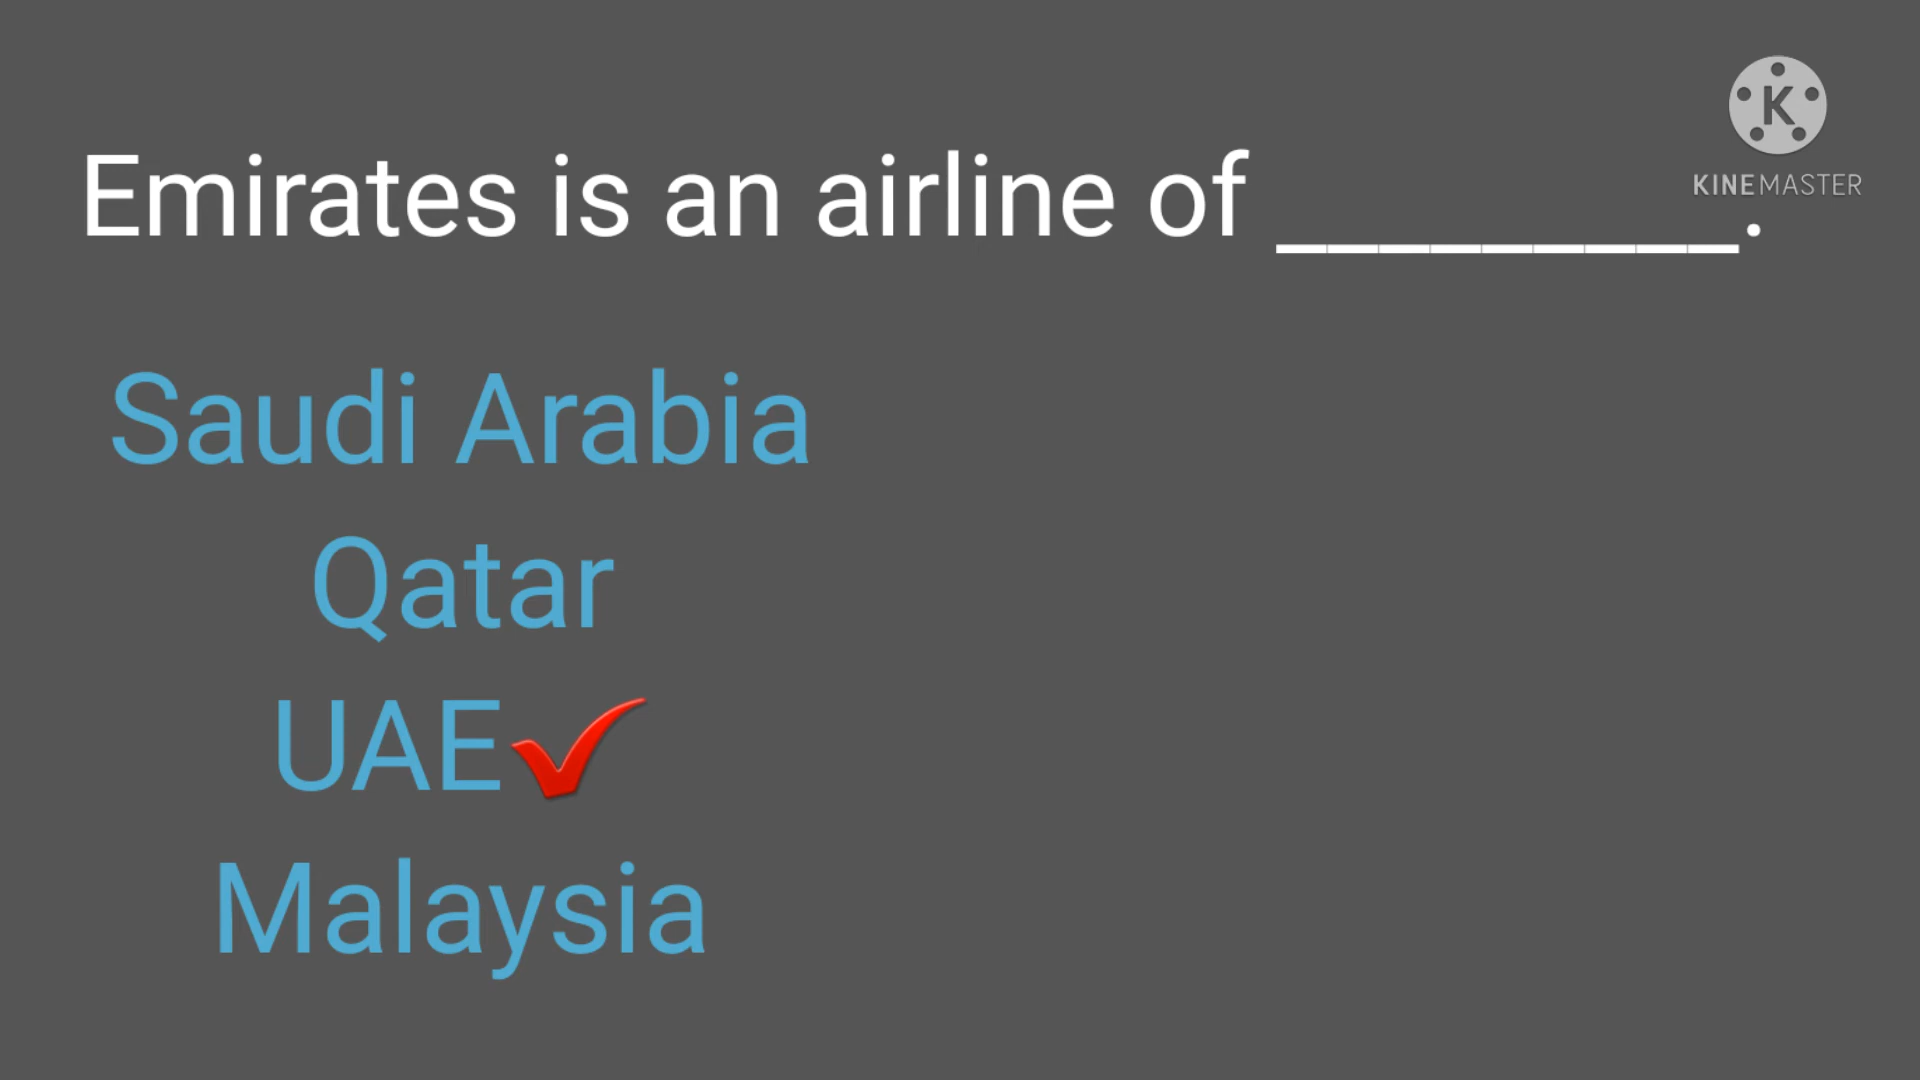 K
KINEMASTER
Emirates is an airline of _________.
Saudi Arabia
Qatar
UAE✔
Malaysia